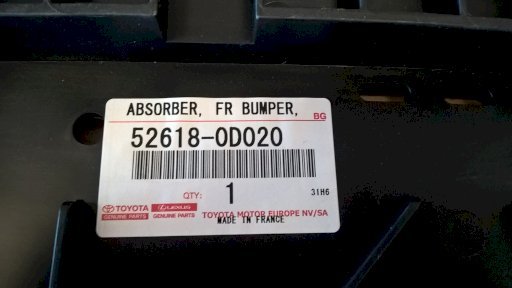 ABSORBER, FR BUMPER,
BG
52618-0D020
QTY: 1
31H6
TOYOTA LEXUS
GENUINE PARTS GENUINE PARTS
TOYOTA MOTOR EUROPE NV/SA
MADE IN FRANCE